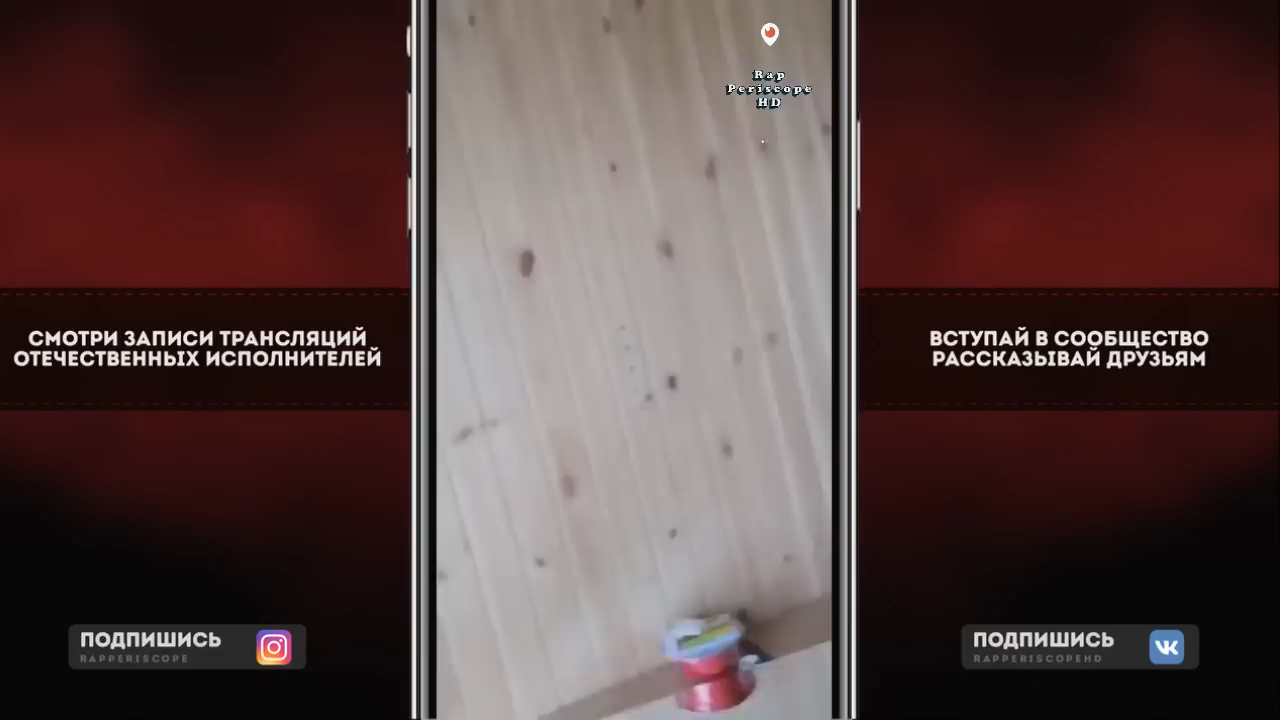 Rap
Periscope
HD
СМОТРИ ЗАПИСИ ТРАНСЛЯЦИЙ
ОТЕЧЕСТВЕННЫХ ИСПОЛНИТЕЛЕЙ
ВСТУПАЙ В СООБЩЕСТВО
РАССКАЗЫВАЙ ДРУЗЬЯМ
ПОДПИШИСЬ
RAPPERISCOPE
ПОДПИШИСЬ
RAPPERISCOPEHD